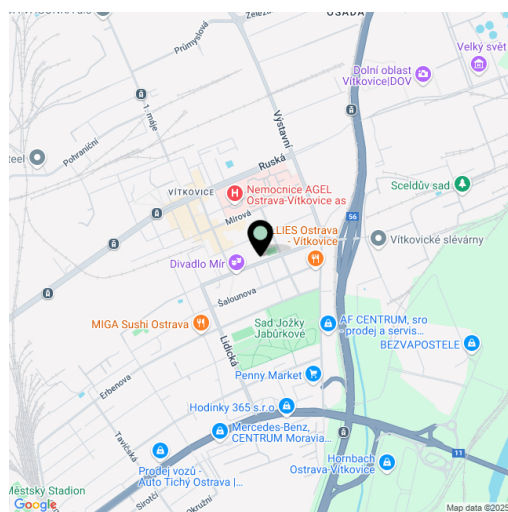 OSADA
Železá
Průmyslová
Velký svět
Dolní oblast
Vítkovice|DOV
1. máje
Výstavní
Pohraniční
Steel
Ruská
Sceldův sad
VÍTKOVICE
Nemocnice AGEL
Ostrava-Vítkovice as
Mírová
56
LLIES Ostrava
- Vítkovice
Vítkovické slévárny
Divadlo Mír
Šalounova
MIGA Sushi Ostrava
Sad Jožky
Jabůrkové
AF CENTRUM, sro
prodej a servis...
BEZVAPOSTELE
Lidická
Penny Market
Erbenova
Hodinky 365 s.r.o
Mercedes-Benz,
CENTRUM Moravia...
Tavičská
11
Prodej vozů -
Auto Tichý Ostrava |...
Hornbach
Ostrava-Vítkovice
Městský Stadion
Sirotčí
Okružní
Google
Map data ©2025